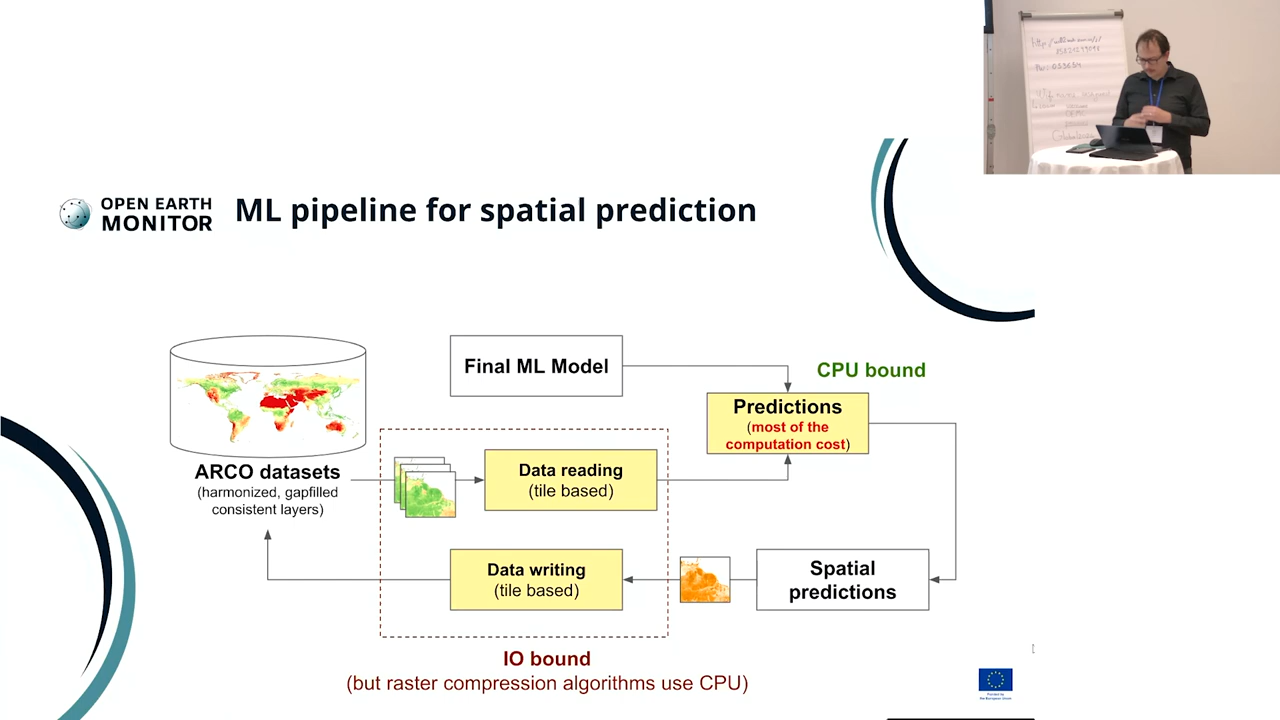 OPEN EARTH
MONITOR
ML pipeline for spatial prediction
Final ML Model
CPU bound
Predictions
(most of the
computation cost)
ARCO datasets
(harmonized, gapfilled
consistent layers)
Data reading
(tile based)
Data writing
(tile based)
Spatial
predictions
IO bound
(but raster compression algorithms use CPU)